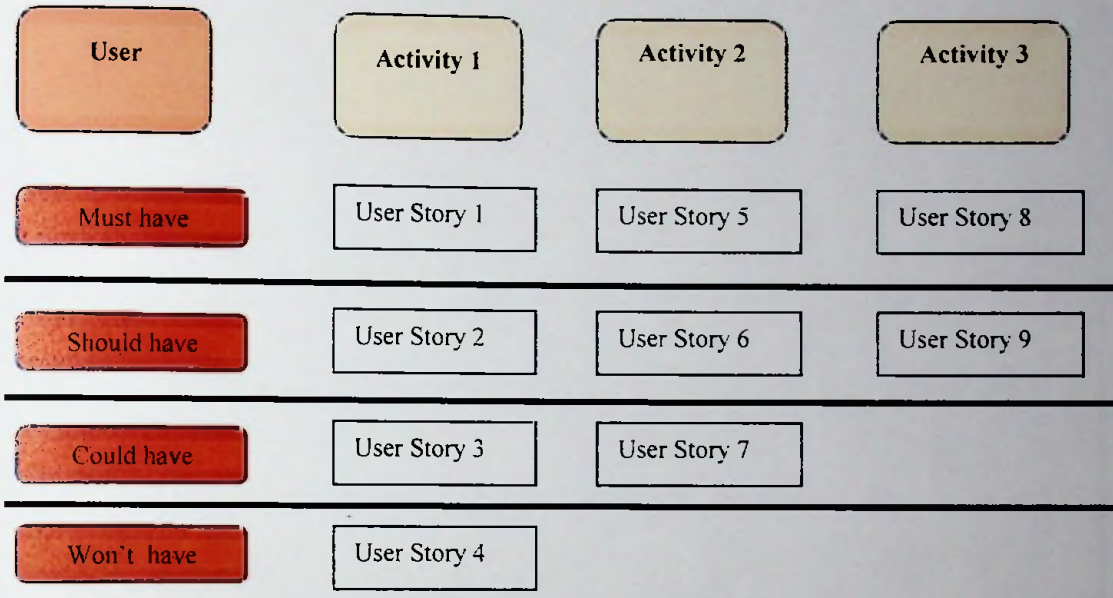 User Activity 1 Activity 2 Activity 3
Must have User Story 1 User Story 5 User Story 8
Should have User Story 2 User Story 6 User Story 9
Could have User Story 3 User Story 7
Won't have User Story 4